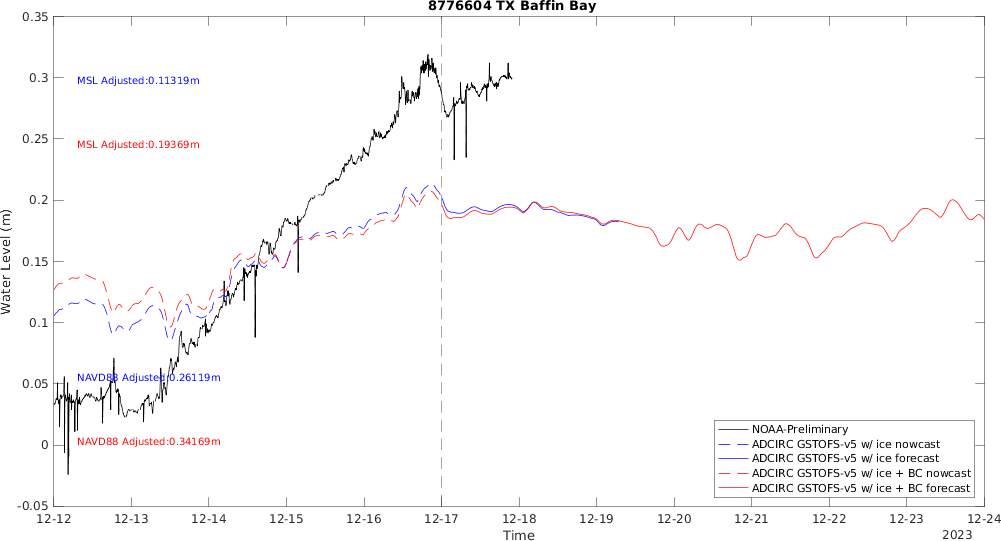 8776604 TX Baffin Bay
0.35
0.3
0.25
0.2
0.15
0.1
0.05
0
-0.05
Water Level (m)
MSL Adjusted:0.11319m
MSL Adjusted:0.19369m
NAVD88 Adjusted:0.26119m
NAVD88 Adjusted:0.34169m
NOAA-Preliminary
ADCIRC GSTOFS-v5 w/ ice nowcast
ADCIRC GSTOFS-v5 w/ ice forecast
ADCIRC GSTOFS-v5 w/ ice + BC nowcast
ADCIRC GSTOFS-v5 w/ ice + BC forecast
12-12 12-13 12-14 12-15 12-16 12-17 12-18 12-19 12-20 12-21 12-22 12-23 12-24
Time
2023